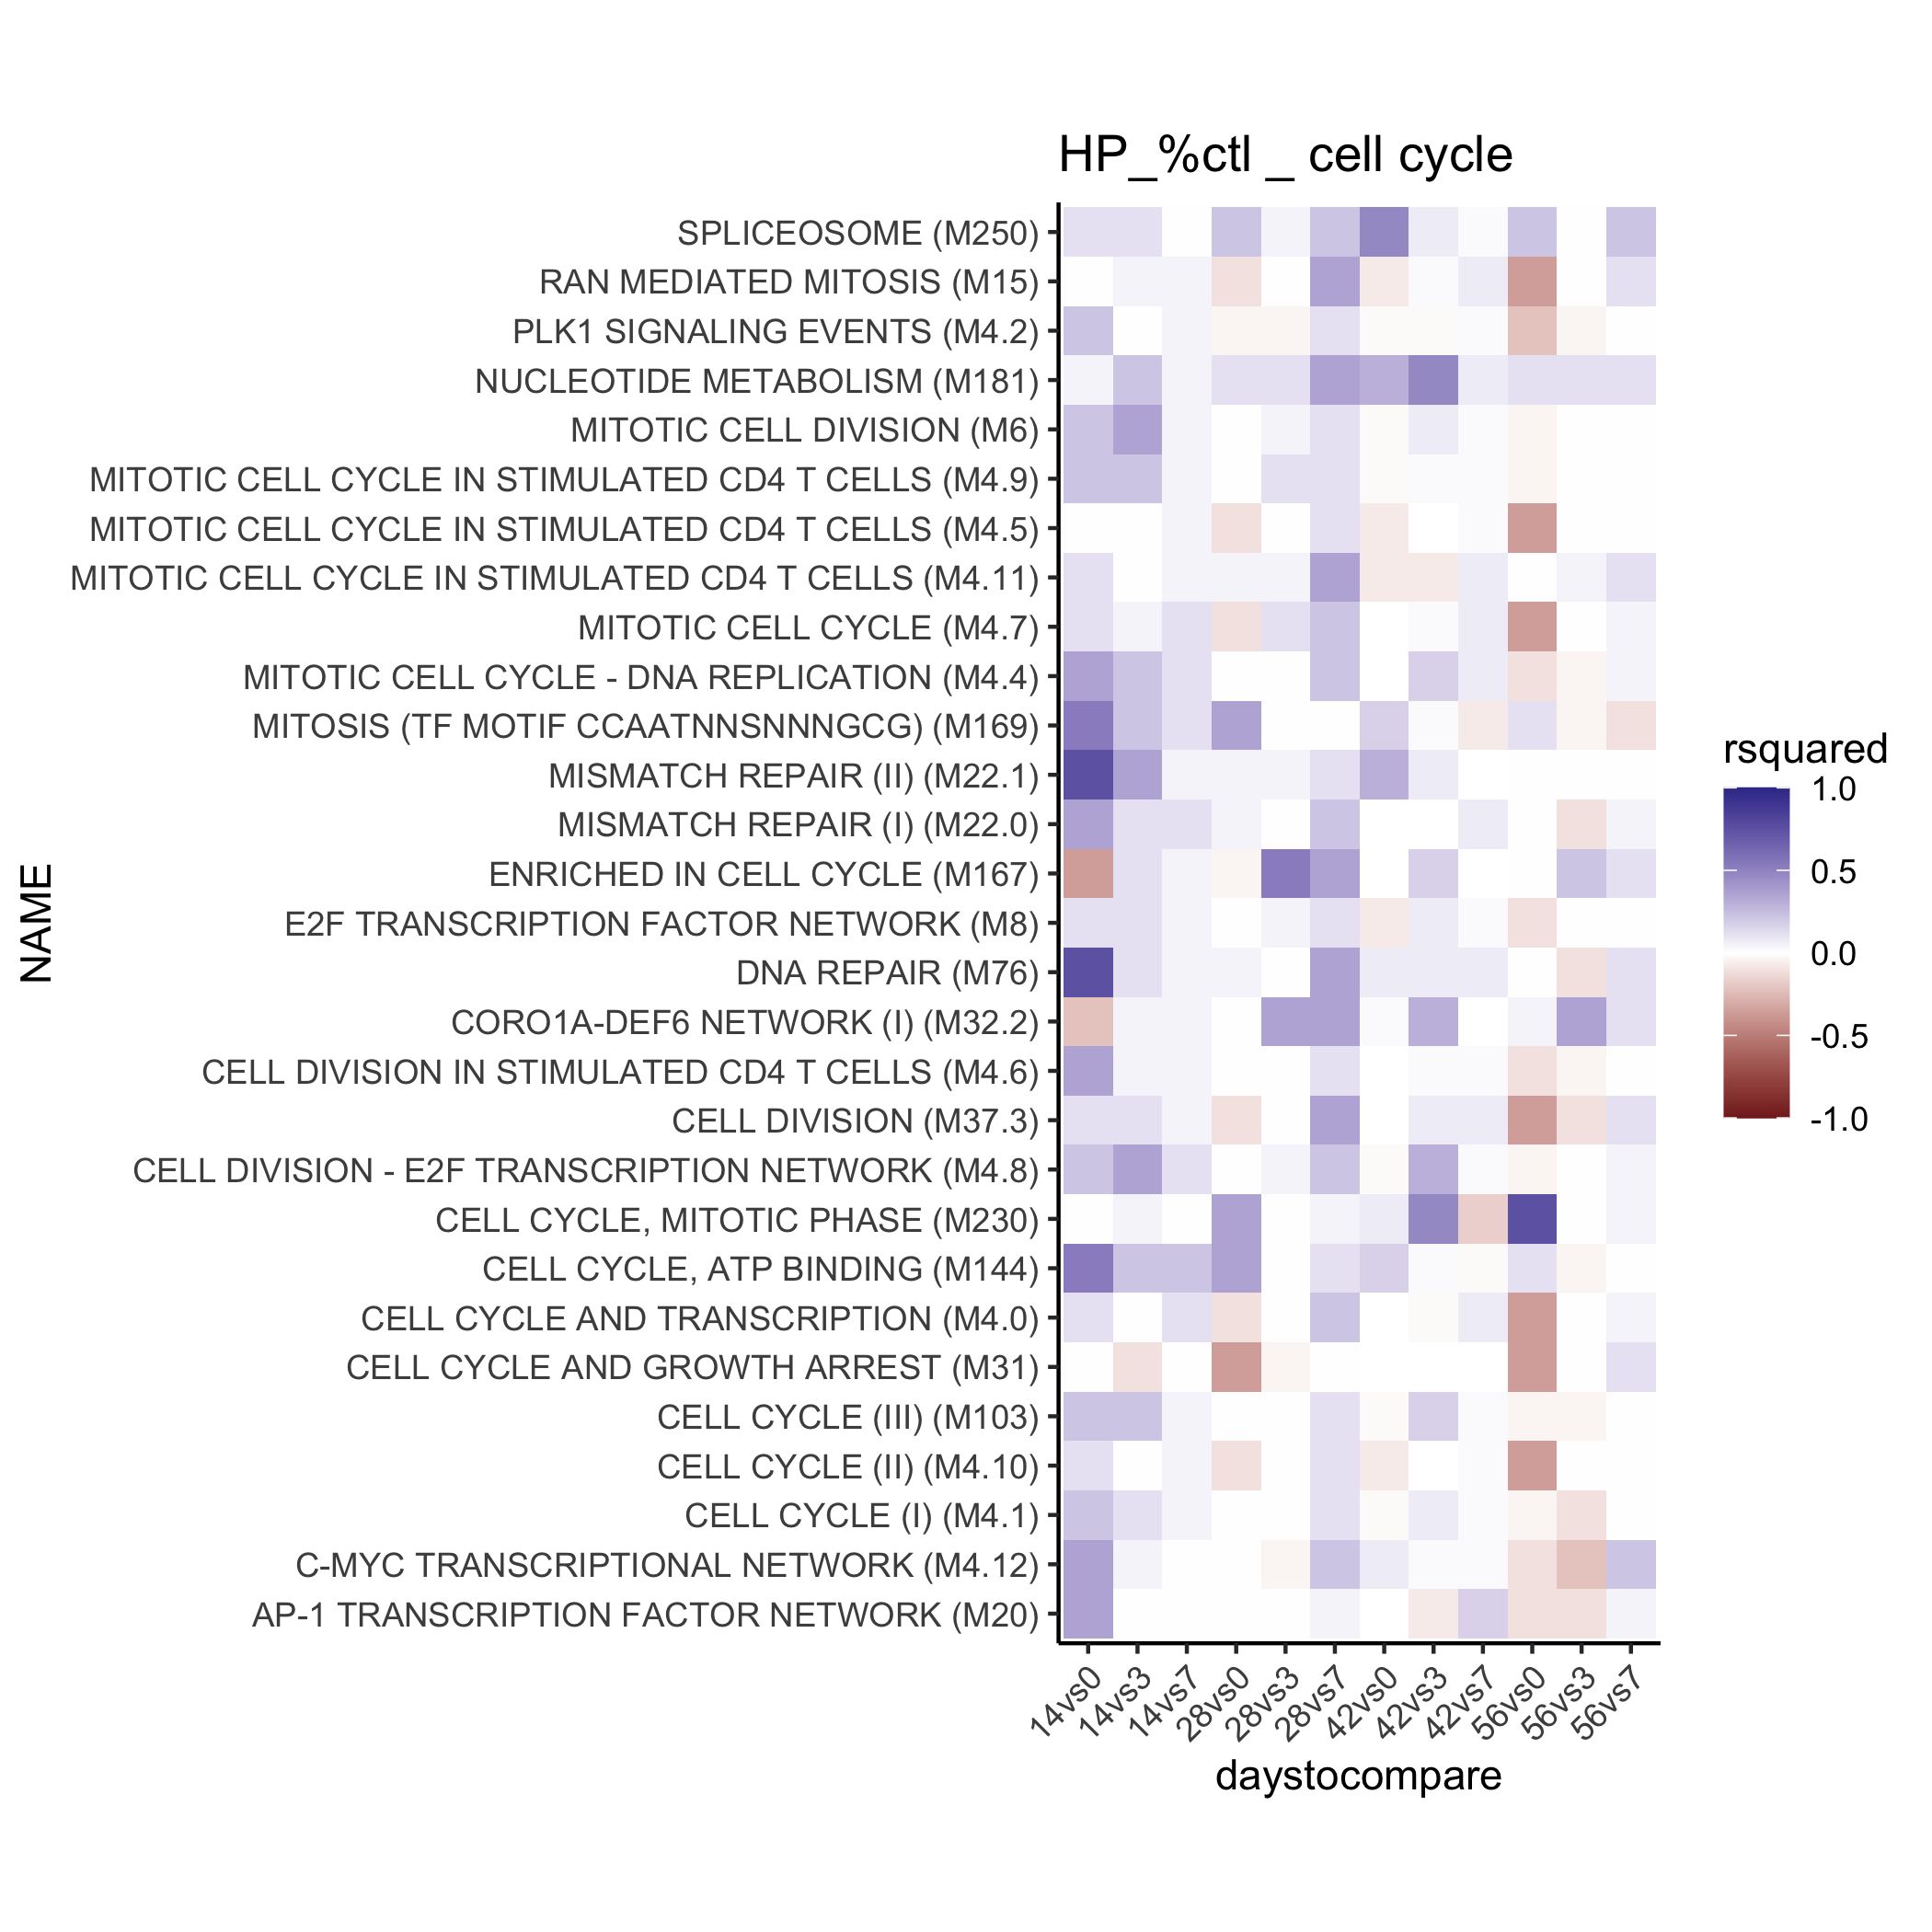 HP_%ctl _ cell cycle
SPLICEOSOME (M250)
RAN MEDIATED MITOSIS (M15)
PLK1 SIGNALING EVENTS (M4.2)
NUCLEOTIDE METABOLISM (M181)
MITOTIC CELL DIVISION (M6)
MITOTIC CELL CYCLE IN STIMULATED CD4 T CELLS (M4.9)
MITOTIC CELL CYCLE IN STIMULATED CD4 T CELLS (M4.5)
MITOTIC CELL CYCLE IN STIMULATED CD4 T CELLS (M4.11)
MITOTIC CELL CYCLE (M4.7)
MITOTIC CELL CYCLE - DNA REPLICATION (M4.4)
MITOSIS (TF MOTIF CCAATNNSNNNGCG) (M169)
MISMATCH REPAIR (II) (M22.1)
MISMATCH REPAIR (I) (M22.0)
ENRICHED IN CELL CYCLE (M167)
E2F TRANSCRIPTION FACTOR NETWORK (M8)
DNA REPAIR (M76)
CORO1A-DEF6 NETWORK (I) (M32.2)
CELL DIVISION IN STIMULATED CD4 T CELLS (M4.6)
CELL DIVISION (M37.3)
CELL DIVISION - E2F TRANSCRIPTION NETWORK (M4.8)
CELL CYCLE, MITOTIC PHASE (M230)
CELL CYCLE, ATP BINDING (M144)
CELL CYCLE AND TRANSCRIPTION (M4.0)
CELL CYCLE AND GROWTH ARREST (M31)
CELL CYCLE (III) (M103)
CELL CYCLE (II) (M4.10)
CELL CYCLE (I) (M4.1)
C-MYC TRANSCRIPTIONAL NETWORK (M4.12)
AP-1 TRANSCRIPTION FACTOR NETWORK (M20)
NAME
14vs0 14vs3 14vs7 28vs0 28vs3 28vs7 42vs0 42vs3 42vs7 56vs0 56vs3 56vs7
daystocompare
rsquared
1.0
0.5
0.0
-0.5
-1.0